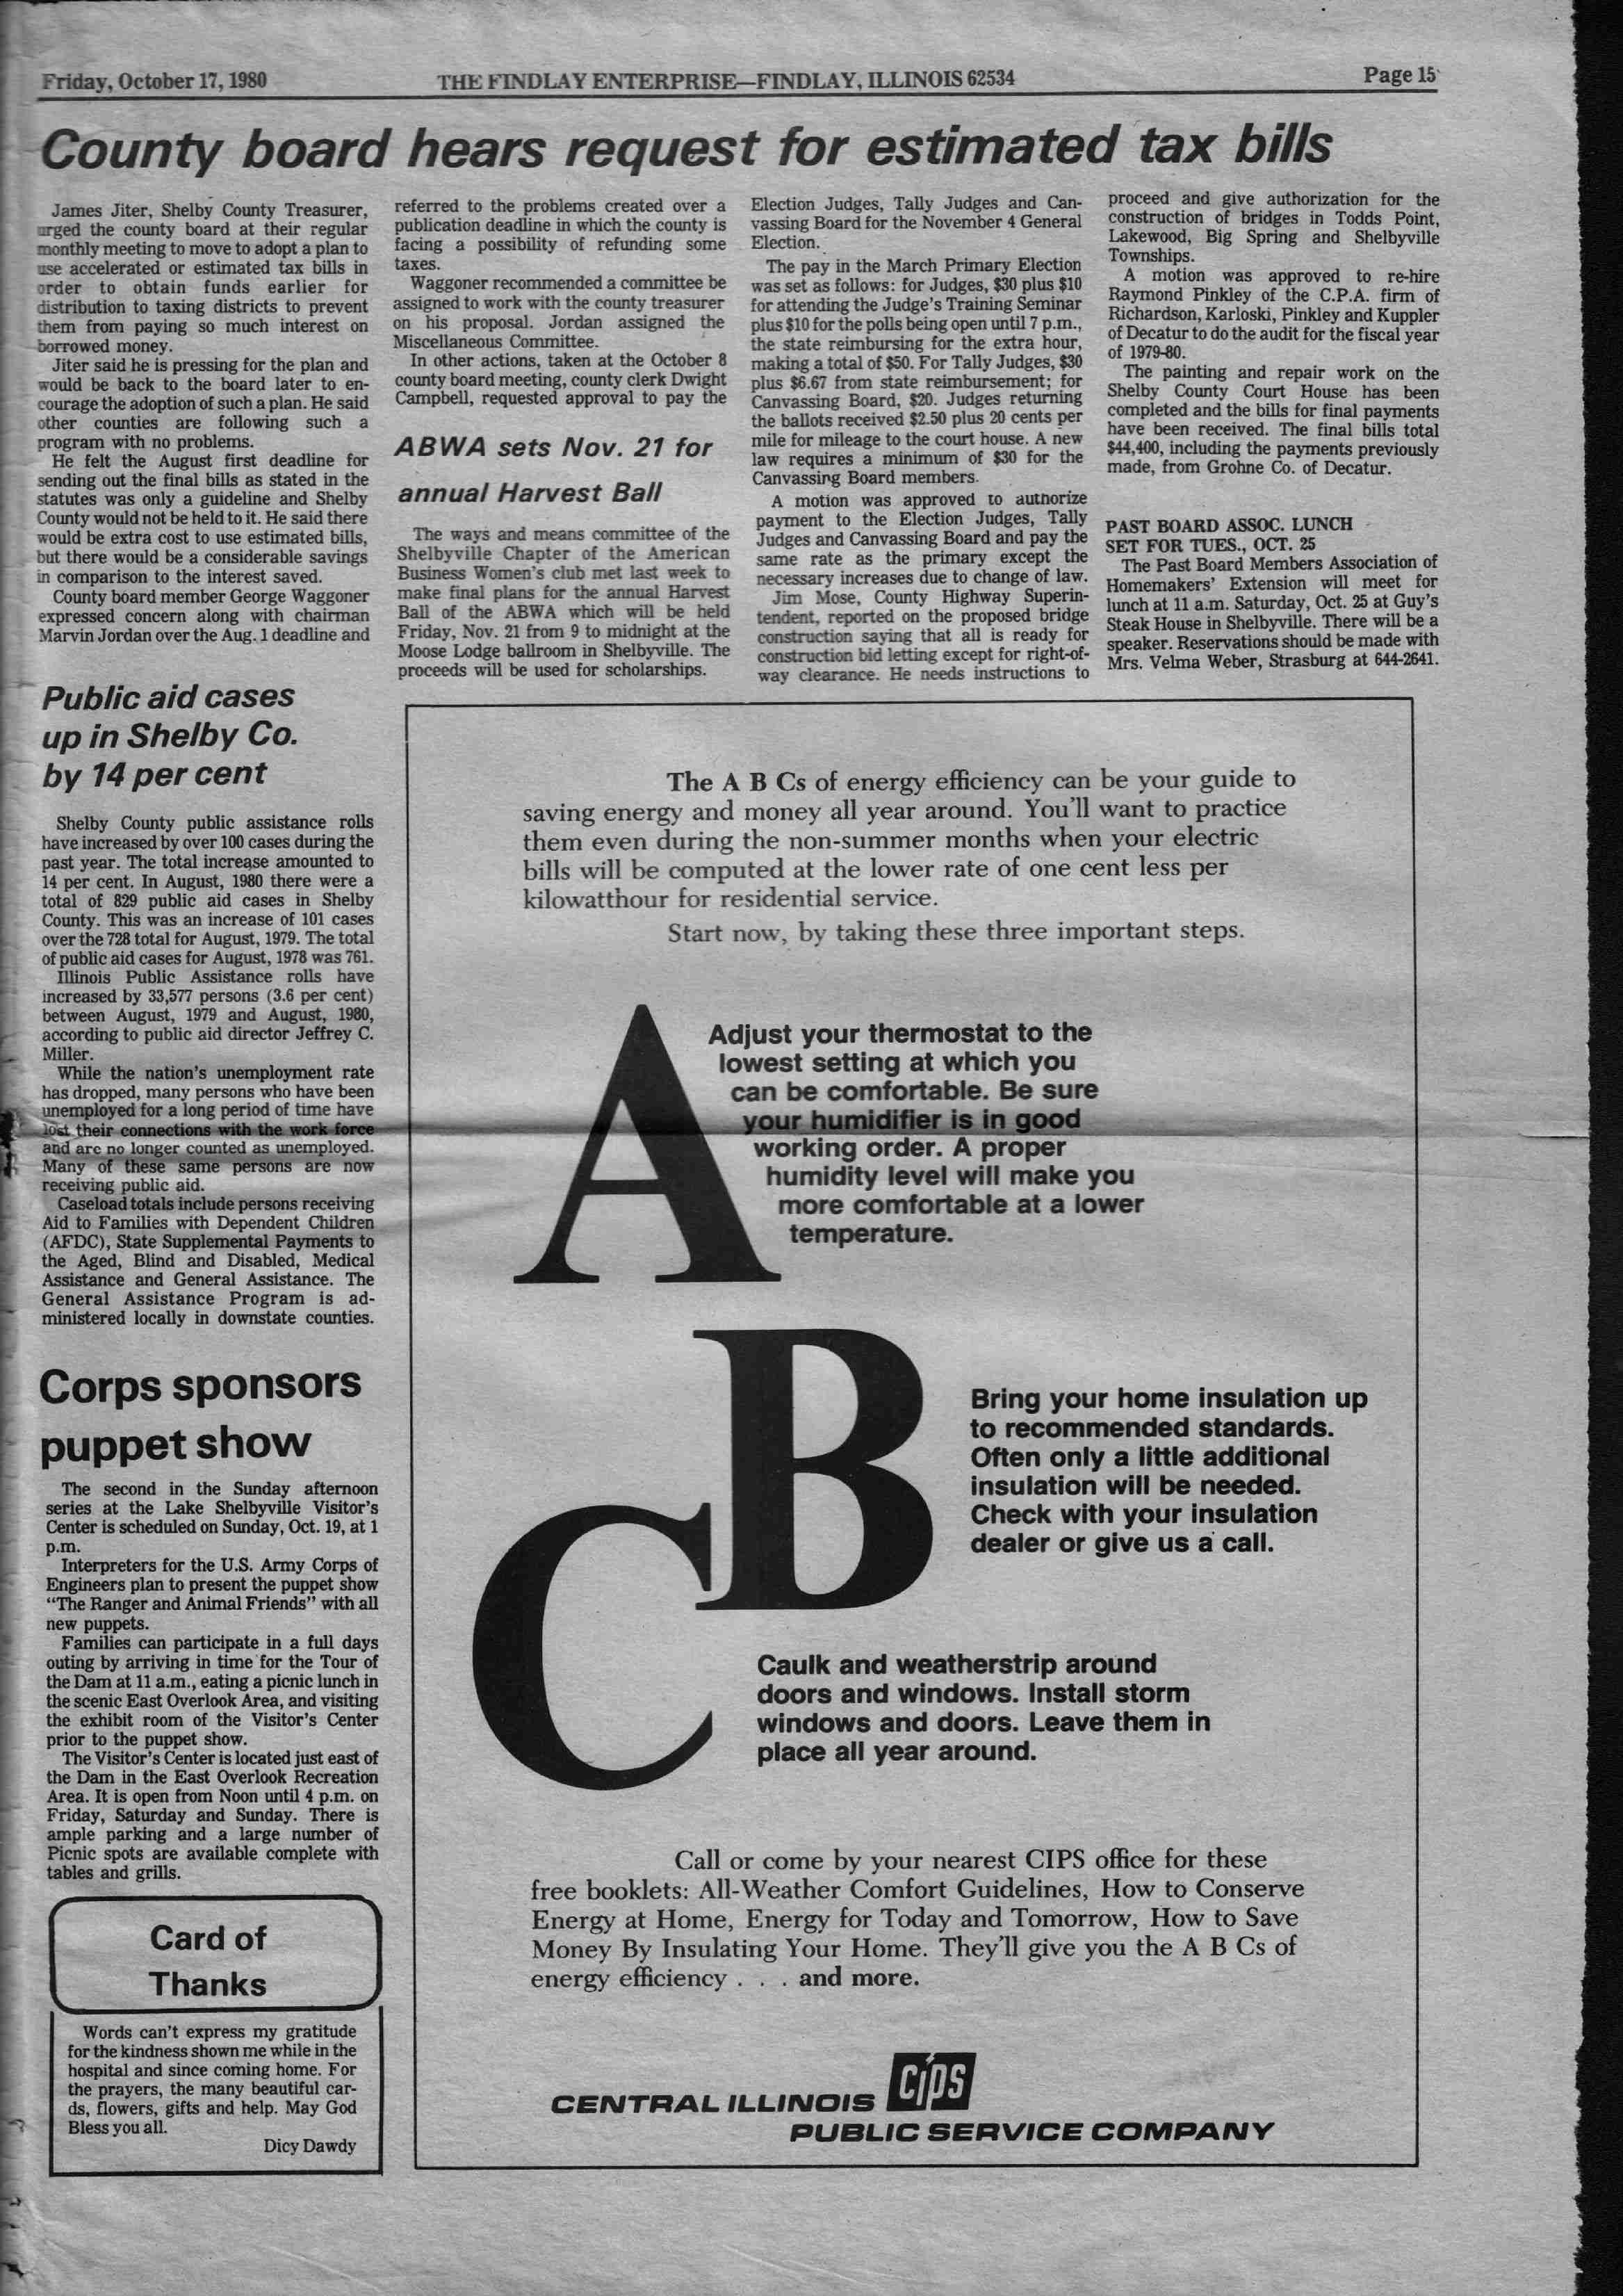 Friday, October 17, 1980
THE FINDLAY ENTERPRISE—FINDLAY, ILLINOIS 62534
Page 15
County board hears request for estimated tax bills
James Jiter, Shelby County Treasurer,
urged the county board at their regular
monthly meeting to move to adopt a plan to
use accelerated or estimated tax bills in
order to obtain funds earlier for
distribution to taxing districts to prevent
them from paying so much interest on
borrowed money.
Jiter said he is pressing for the plan and
would be back to the board later to en-
courage the adoption of such a plan. He said
other counties are following such a
program with no problems.
He felt the August first deadline for
sending out the final bills as stated in the
statutes was only a guideline and Shelby
County would not be held to it. He said there
would be extra cost to use estimated bills,
but there would be a considerable savings
in comparison to the interest saved.
County board member George Waggoner
expressed concern along with chairman
Marvin Jordan over the Aug. 1 deadline and
referred to the problems created over a
publication deadline in which the county is
facing a possibility of refunding some
taxes.
Waggoner recommended a committee be
assigned to work with the county treasurer
on his proposal. Jordan assigned the
Miscellaneous Committee.
In other actions, taken at the October 8
county board meeting, county clerk Dwight
Campbell, requested approval to pay the
Election Judges, Tally Judges and Can-
vassing Board for the November 4 General
Election.
The pay in the March Primary Election
was set as follows: for Judges, $30 plus $10
for attending the Judge's Training Seminar
plus $10 for the polls being open until 7 p.m.,
the state reimbursing for the extra hour,
making a total of $50. For Tally Judges, $30
plus $6.67 from state reimbursement; for
Canvassing Board, $20. Judges returning
the ballots received $2.50 plus 20 cents per
mile for mileage to the court house. A new
law requires a minimum of $30 for the
Canvassing Board members.
A motion was approved to authorize
payment to the Election Judges, Tally
Judges and Canvassing Board and pay the
same rate as the primary except the
necessary increases due to change of law.
Jim Mose, County Highway Superin-
tendent, reported on the proposed bridge
construction saying that all is ready for
construction bid letting except for right-of-
way clearance. He needs instructions to
proceed and give authorization for the
construction of bridges in Todds Point,
Lakewood, Big Spring and Shelbyville
Townships.
A motion was approved to re-hire
Raymond Pinkley of the C.P.A. firm of
Richardson, Karloski, Pinkley and Kuppler
of Decatur to do the audit for the fiscal year
of 1979-80.
The painting and repair work on the
Shelby County Court House has been
completed and the bills for final payments
have been received. The final bills total
$44,400, including the payments previously
made, from Grohne Co. of Decatur.
ABWA sets Nov. 21 for
annual Harvest Ball
The ways and means committee of the
Shelbyville Chapter of the American
Business Women's club met last week to
make final plans for the annual Harvest
Ball of the ABWA which will be held
Friday, Nov. 21 from 9 to midnight at the
Moose Lodge ballroom in Shelbyville. The
proceeds will be used for scholarships.
PAST BOARD ASSOC. LUNCH
SET FOR TUES., OCT. 25
The Past Board Members Association of
Homemakers' Extension will meet for
lunch at 11 a.m. Saturday, Oct. 25 at Guy's
Steak House in Shelbyville. There will be a
speaker. Reservations should be made with
Mrs. Velma Weber, Strasburg at 644-2641.
Public aid cases
up in Shelby Co.
by 14 per cent
Shelby County public assistance rolls
have increased by over 100 cases during the
past year. The total increase amounted to
14 per cent. In August, 1980 there were a
total of 829 public aid cases in Shelby
County. This was an increase of 101 cases
over the 728 total for August, 1979. The total
of public aid cases for August, 1978 was 761.
Illinois Public Assistance rolls have
increased by 33,577 persons (3.6 per cent)
between August, 1979 and August, 1980,
according to public aid director Jeffrey C.
Miller.
While the nation's unemployment rate
has dropped, many persons who have been
unemployed for a long period of time have
lost their connections with the work force
and are no longer counted as unemployed.
Many of these same persons are now
receiving public aid.
Caseload totals include persons receiving
Aid to Families with Dependent Children
(AFDC), State Supplemental Payments to
the Aged, Blind and Disabled, Medical
Assistance and General Assistance. The
General Assistance Program is ad-
ministered locally in downstate counties.
Corps sponsors
puppet show
The second in the Sunday afternoon
series at the Lake Shelbyville Visitor's
Center is scheduled on Sunday, Oct. 19, at 1
p.m.
Interpreters for the U.S. Army Corps of
Engineers plan to present the puppet show
"The Ranger and Animal Friends" with all
new puppets.
Families can participate in a full days
outing by arriving in time for the Tour of
the Dam at 11 a.m., eating a picnic lunch in
the scenic East Overlook Area, and visiting
the exhibit room of the Visitor's Center
prior to the puppet show.
The Visitor's Center is located just east of
the Dam in the East Overlook Recreation
Area. It is open from Noon until 4 p.m. on
Friday, Saturday and Sunday. There is
ample parking and a large number of
Picnic spots are available complete with
tables and grills.
Card of
Thanks
Words can't express my gratitude
for the kindness shown me while in the
hospital and since coming home. For
the prayers, the many beautiful car-
ds, flowers, gifts and help. May God
Bless you all.
Dicy Dawdy
The A B Cs of energy efficiency can be your guide to
saving energy and money all year around. You'll want to practice
them even during the non-summer months when your electric
bills will be computed at the lower rate of one cent less per
kilowatthour for residential service.
Start now, by taking these three important steps.
A
Adjust your thermostat to the
lowest setting at which you
can be comfortable. Be sure
your humidifier is in good
working order. A proper
humidity level will make you
more comfortable at a lower
temperature.
B
Bring your home insulation up
to recommended standards.
Often only a little additional
insulation will be needed.
Check with your insulation
dealer or give us a call.
C
Caulk and weatherstrip around
doors and windows. Install storm
windows and doors. Leave them in
place all year around.
Call or come by your nearest CIPS office for these
free booklets: All-Weather Comfort Guidelines, How to Conserve
Energy at Home, Energy for Today and Tomorrow, How to Save
Money By Insulating Your Home. They'll give you the A B Cs of
energy efficiency . . . and more.
CENTRAL ILLINOIS CIPS
PUBLIC SERVICE COMPANY